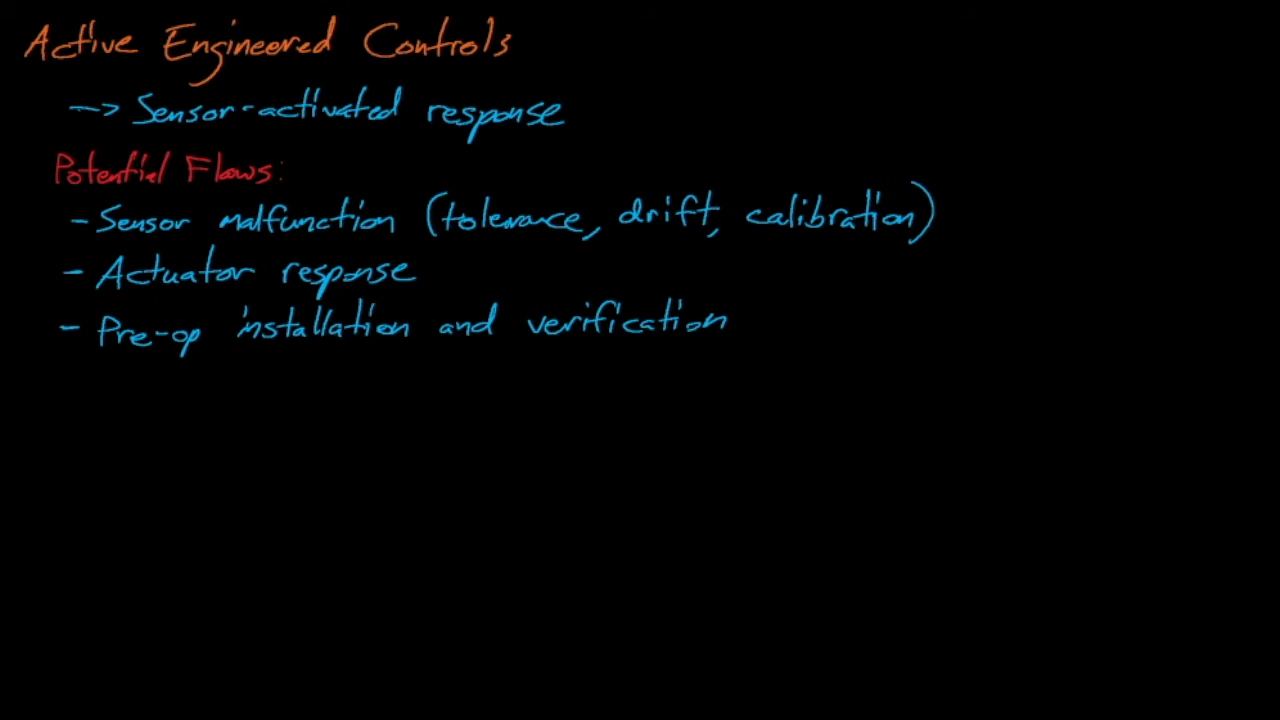 Active Engineered Controls
-> Sensor-activated response
Potential Flaws:
- Sensor malfunction (tolerance, drift, calibration)
- Actuator response
- Pre-op installation and verification